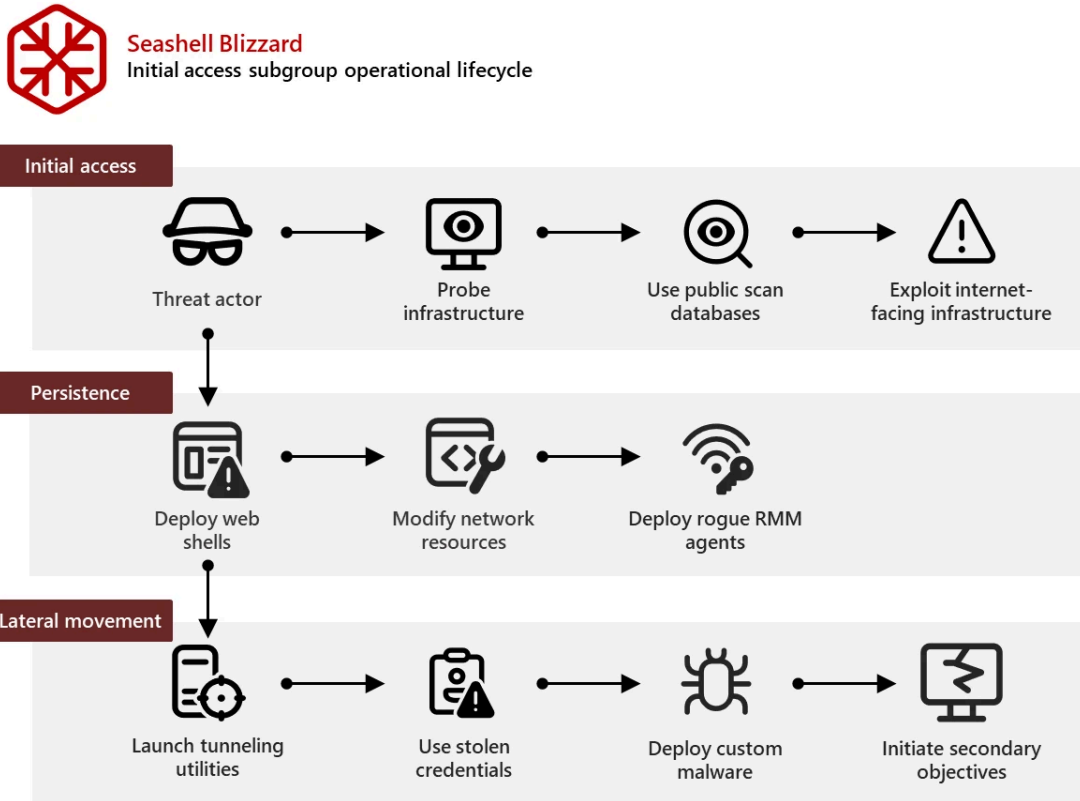 Seashell Blizzard
Initial access subgroup operational lifecycle
Initial access
Threat actor
Probe
infrastructure
Use public scan
databases
Exploit internet-
facing infrastructure
Persistence
Deploy web
shells
Modify network
resources
Deploy rogue RMM
agents
Lateral movement
Launch tunneling
utilities
Use stolen
credentials
Deploy custom
malware
Initiate secondary
objectives